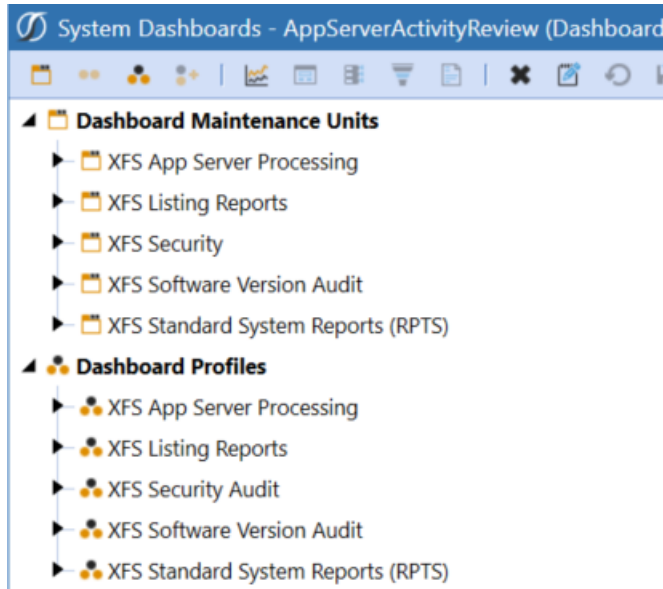 System Dashboards - AppServerActivityReview (Dashboard
Dashboard Maintenance Units
XFS App Server Processing
XFS Listing Reports
XFS Security
XFS Software Version Audit
XFS Standard System Reports (RPTS)
Dashboard Profiles
XFS App Server Processing
XFS Listing Reports
XFS Security Audit
XFS Software Version Audit
XFS Standard System Reports (RPTS)